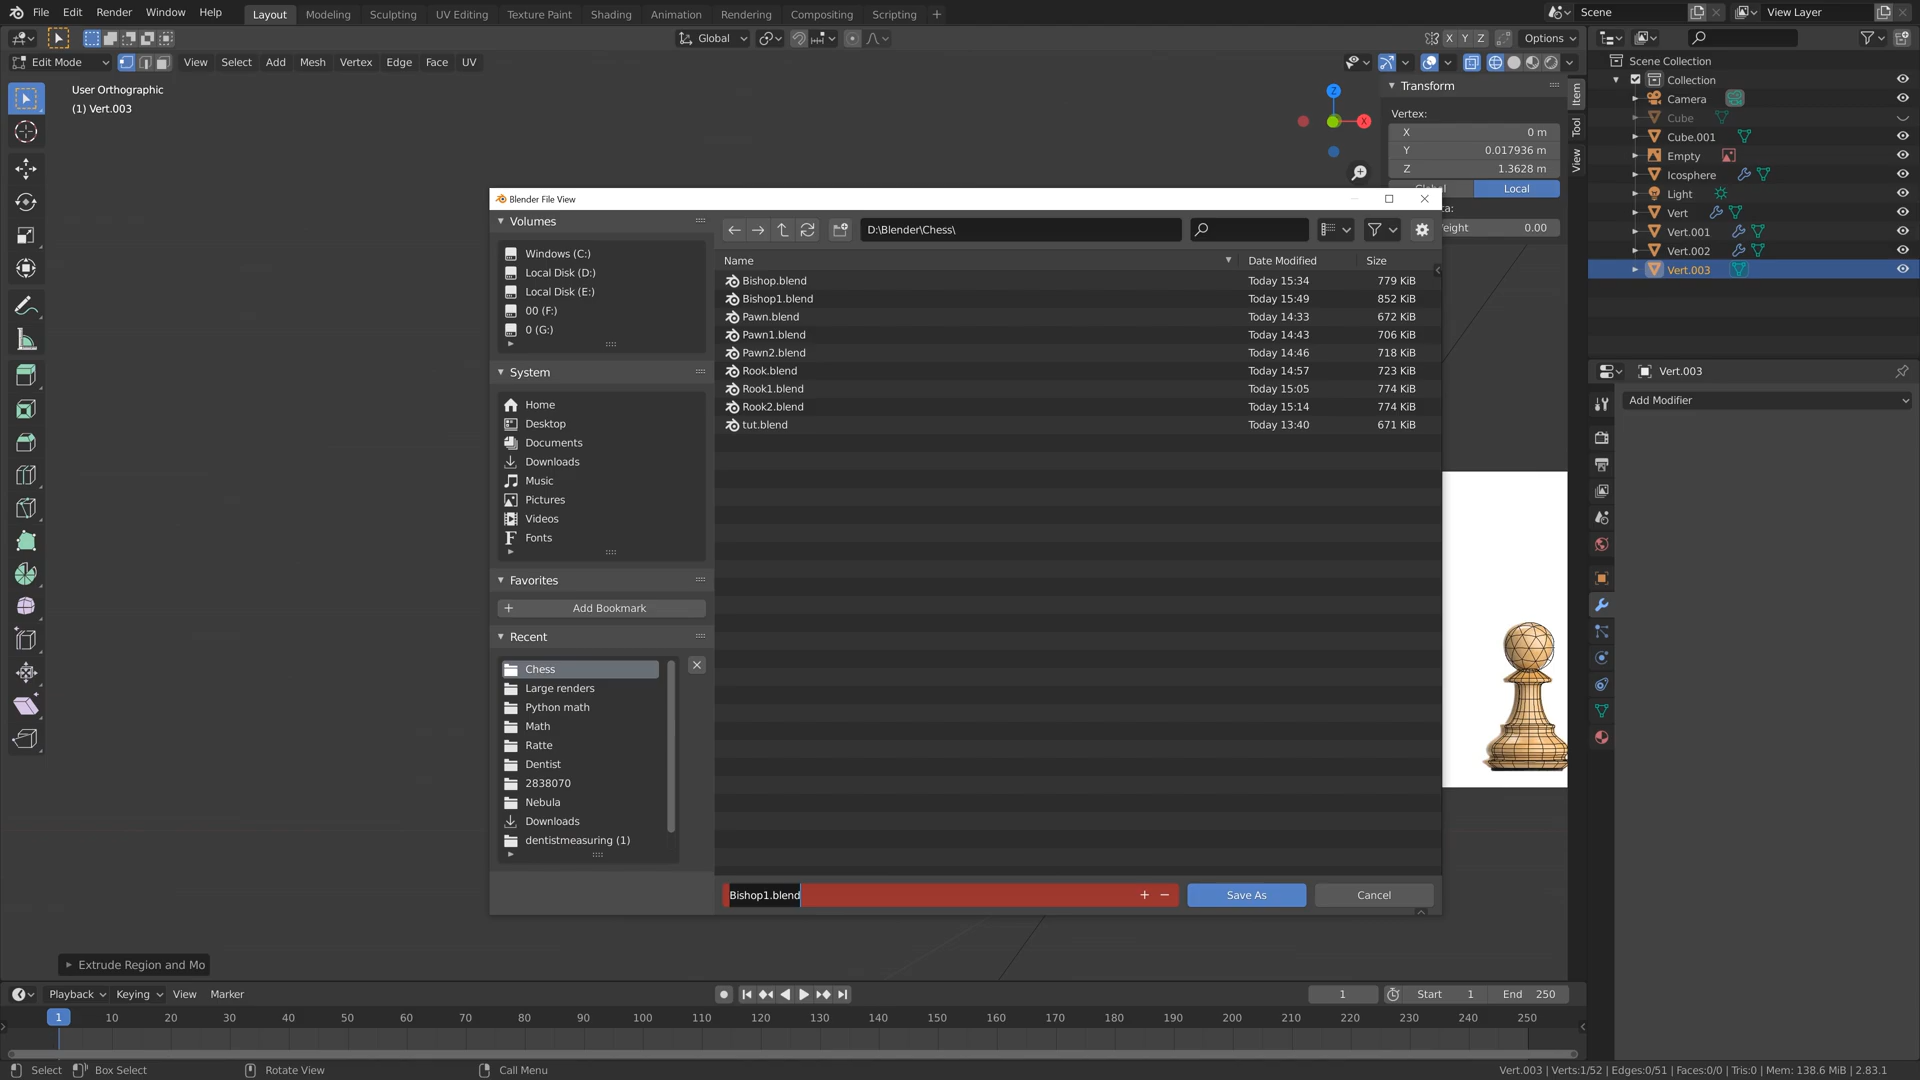 File Edit Render Window Help
Layout Modeling Sculpting UV Editing Texture Paint Shading Animation Rendering Compositing Scripting +
Scene
View Layer
Global
X Y Z Options
Edit Mode View Select Add Mesh Vertex Edge Face UV
User Orthographic
(1) Vert.003
Z
X
Transform
Vertex:
X 0 m
Y 0.017936 m
Z 1.3628 m
Local
eight 0.00
Item
Tool
View
Scene Collection
Collection
Camera
Cube
Cube.001
Empty
Icosphere
Light
Vert
Vert.001
Vert.002
Vert.003
Vert.003
Add Modifier
Blender File View
Volumes
Windows (C:)
Local Disk (D:)
Local Disk (E:)
00 (F:)
0 (G:)
System
Home
Desktop
Documents
Downloads
Music
Pictures
Videos
Fonts
Favorites
+ Add Bookmark
Recent
Chess
Large renders
Python math
Math
Ratte
Dentist
2838070
Nebula
Downloads
dentistmeasuring (1)
D:\Blender\Chess\
Name Date Modified Size
Bishop.blend Today 15:34 779 KiB
Bishop1.blend Today 15:49 852 KiB
Pawn.blend Today 14:33 672 KiB
Pawn1.blend Today 14:43 706 KiB
Pawn2.blend Today 14:46 718 KiB
Rook.blend Today 14:57 723 KiB
Rook1.blend Today 15:05 774 KiB
Rook2.blend Today 15:14 774 KiB
tut.blend Today 13:40 671 KiB
Bishop1.blend + − Save As Cancel
Extrude Region and Mo
Playback Keying View Marker
1 Start 1 End 250
1 10 20 30 40 50 60 70 80 90 100 110 120 130 140 150 160 170 180 190 200 210 220 230 240 250
Select Box Select Rotate View Call Menu
Vert.003 | Verts:1/52 | Edges:0/51 | Faces:0/0 | Tris:0 | Mem: 138.6 MiB | 2.83.1